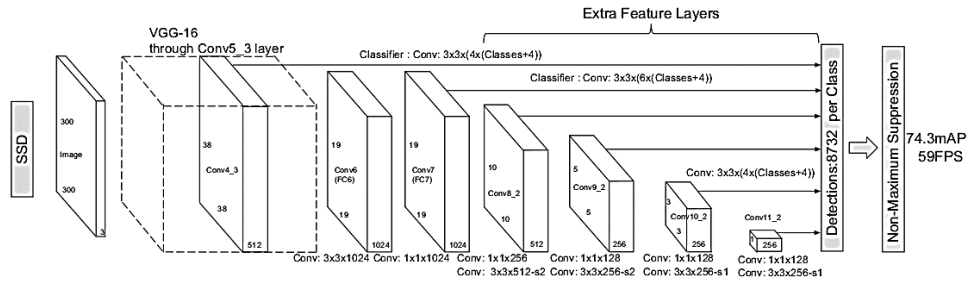 Extra Feature Layers
VGG-16
through Conv5_3 layer
Classifier : Conv: 3x3x(4x(Classes+4))
Classifier : Conv: 3x3x(6x(Classes+4))
SSD
300
Image
300
3
38
Conv4_3
38
512
19
Conv6
(FC6)
19
1024
19
Conv7
(FC7)
19
1024
10
Conv8_2
10
512
5
Conv9_2
5
256
Conv: 3x3x(4x(Classes+4))
3
Conv10_2
3
256
Conv11_2
1
256
Detections:8732 per Class
Non-Maximum Suppression
74.3mAP
59FPS
Conv: 3x3x1024
Conv: 1x1x1024
Conv: 1x1x256
Conv: 3x3x512-s2
Conv: 1x1x128
Conv: 3x3x256-s2
Conv: 1x1x128
Conv: 3x3x256-s1
Conv: 1x1x128
Conv: 3x3x256-s1